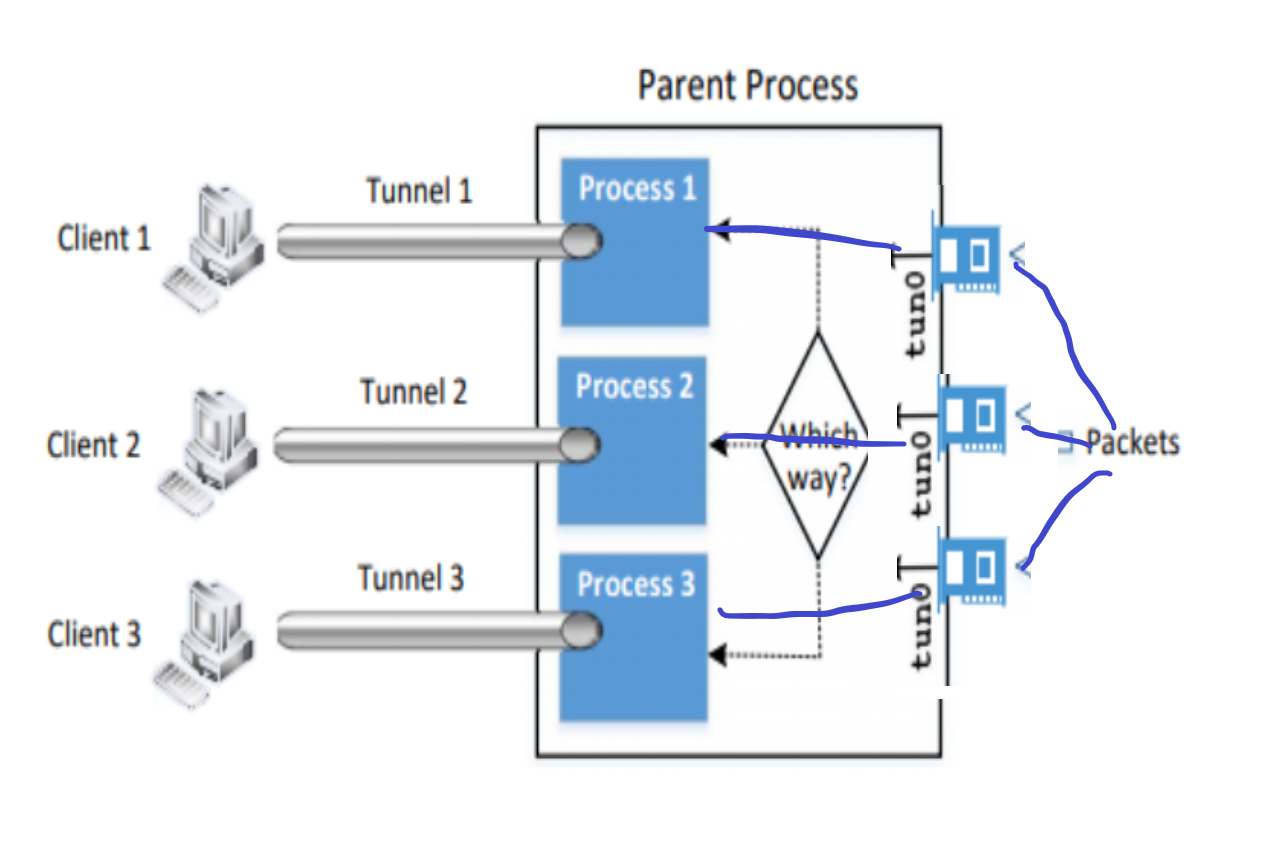 Parent Process
Tunnel 1
Process 1
Client 1
tun0
Tunnel 2
Process 2
Client 2
Which
way?
tun0
Packets
Tunnel 3
Process 3
Client 3
tun0